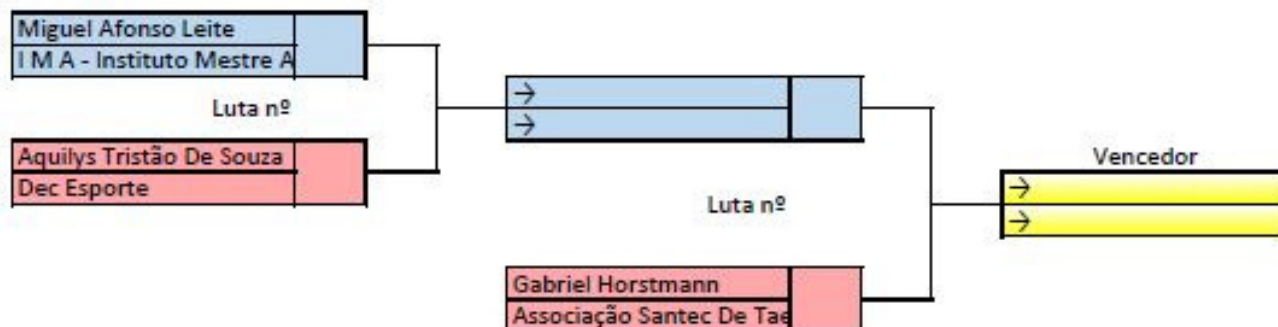 Miguel Afonso Leite
I M A - Instituto Mestre A
Luta nº
Aquilys Tristão De Souza
Dec Esporte
→
→
Luta nº
Gabriel Horstmann
Associação Santec De Tae
Vencedor
→
→